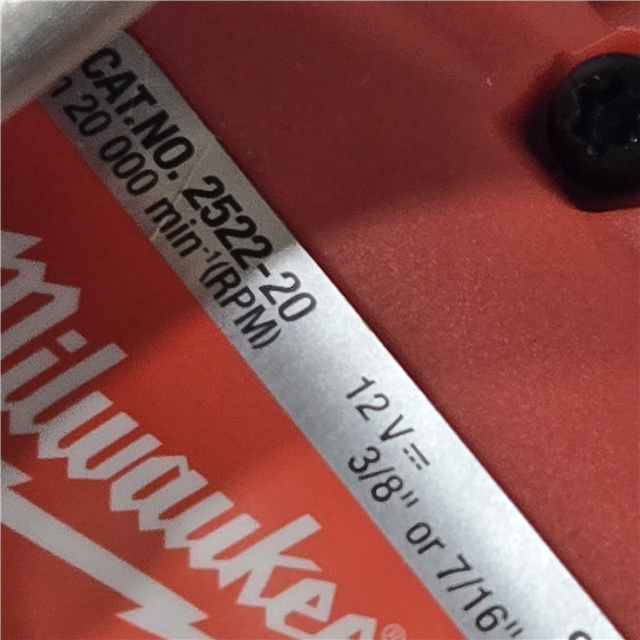 CAT.NO. 2522-20
20 000 min⁻¹(RPM)
12 V ⎓
3/8" or 7/16"
Milwaukee®